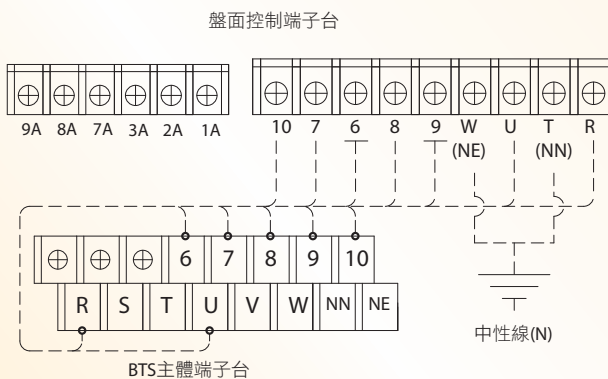 盤面控制端子台
9A 8A 7A 3A 2A 1A
10 7 6 8 9 W U T R
(NE) (NN)
6 7 8 9 10
R S T U V W NN NE
中性線(N)
BTS主體端子台